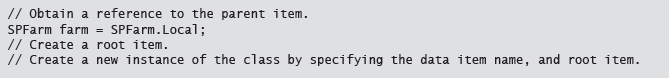 // Obtain a reference to the parent item.
SPFarm farm = SPFarm.Local;
// Create a root item.
// Create a new instance of the class by specifying the data item name, and root item.